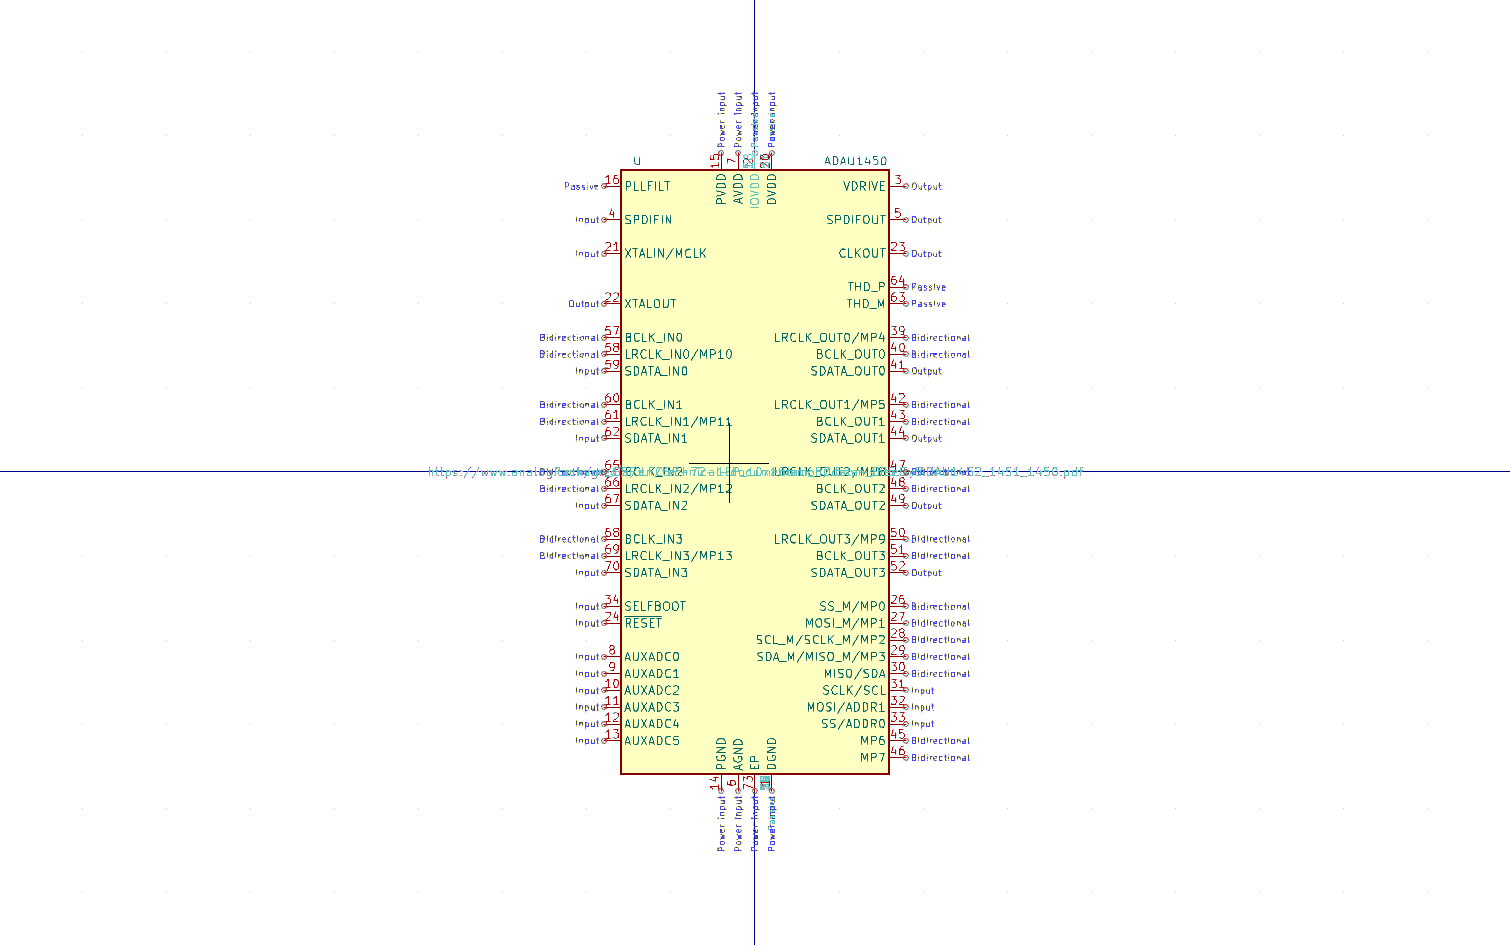 Power input
Power input
Power input
Power input
15
7
U
ADAU1450
PVDD
AVDD
IOVDD
DVDD
Passive 16 PLLFILT
VDRIVE 3 Output
Input 4 SPDIFIN
SPDIFOUT 5 Output
Input 21 XTALIN/MCLK
CLKOUT 23 Output
THD_P 64 Passive
Output 22 XTALOUT
THD_M 63 Passive
Bidirectional 57 BCLK_IN0
LRCLK_OUT0/MP4 39 Bidirectional
Bidirectional 58 LRCLK_IN0/MP10
BCLK_OUT0 40 Bidirectional
Input 59 SDATA_IN0
SDATA_OUT0 41 Output
Bidirectional 60 BCLK_IN1
LRCLK_OUT1/MP5 42 Bidirectional
Bidirectional 61 LRCLK_IN1/MP11
BCLK_OUT1 43 Bidirectional
Input 62 SDATA_IN1
SDATA_OUT1 44 Output
65
47
Bidirectional 66 LRCLK_IN2/MP12
BCLK_OUT2 48 Bidirectional
Input 67 SDATA_IN2
SDATA_OUT2 49 Output
Bidirectional 68 BCLK_IN3
LRCLK_OUT3/MP9 50 Bidirectional
Bidirectional 69 LRCLK_IN3/MP13
BCLK_OUT3 51 Bidirectional
Input 70 SDATA_IN3
SDATA_OUT3 52 Output
Input 34 SELFBOOT
SS_M/MP0 26 Bidirectional
Input 24 RESET
MOSI_M/MP1 27 Bidirectional
SCL_M/SCLK_M/MP2 28 Bidirectional
Input 8 AUXADC0
SDA_M/MISO_M/MP3 29 Bidirectional
Input 9 AUXADC1
MISO/SDA 30 Bidirectional
Input 10 AUXADC2
SCLK/SCL 31 Input
Input 11 AUXADC3
MOSI/ADDR1 32 Input
Input 12 AUXADC4
SS/ADDR0 33 Input
Input 13 AUXADC5
MP6 45 Bidirectional
MP7 46 Bidirectional
PGND
AGND
EP
DGND
14
6
73
Power input
Power input
Power input
Power input